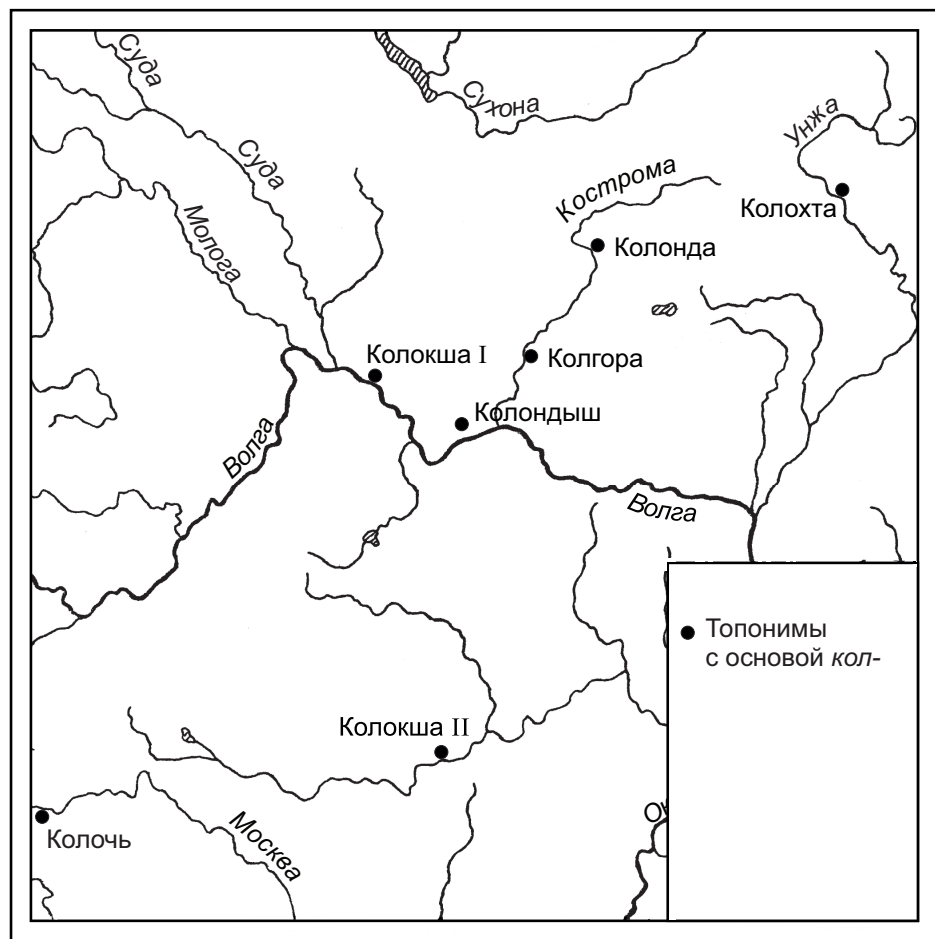 Суда
Сухона
Унжа
Суда
Кострома
Колохта
Молога
Колонда
Колокша I
Колгора
Колондыш
Волга
Волга
Топонимы
с основой кол-
Колокша II
Москва
Колочь